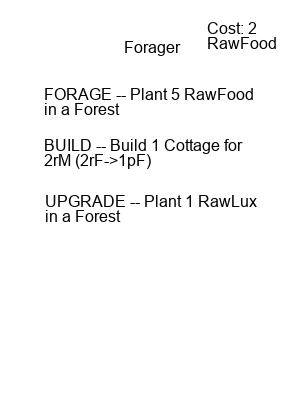 Cost: 2
RawFood
Forager
FORAGE -- Plant 5 RawFood
in a Forest
BUILD -- Build 1 Cottage for
2rM (2rF->1pF)
UPGRADE -- Plant 1 RawLux
in a Forest